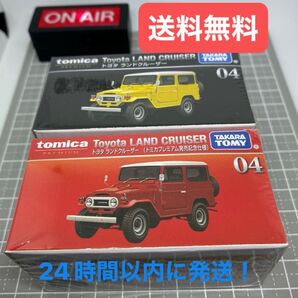 送料無料
ON AIR
tomica Toyota LAND CRUISER
トヨタ ランドクルーザー
TAKARA TOMY
04
tomica Toyota LAND CRUISER
PREMIUM
トヨタ ランドクルーザー(トミカプレミアム発売記念仕様)
TAKARA TOMY
04
24時間以内に発送！